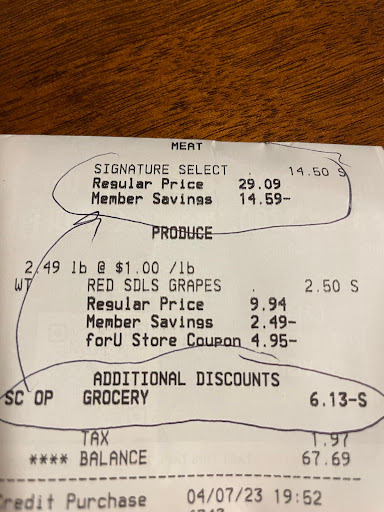 MEAT
SIGNATURE SELECT . 14.50 S
Regular Price 29.09
Member Savings 14.59-
PRODUCE
2.49 lb @ $1.00 /lb
WT RED SDLS GRAPES . 2.50 S
Regular Price 9.94
Member Savings 2.49-
forU Store Coupon 4.95-
ADDITIONAL DISCOUNTS
SC OP GROCERY 6.13-S
TAX 1.97
**** BALANCE 67.69
Credit Purchase 04/07/23 19:52